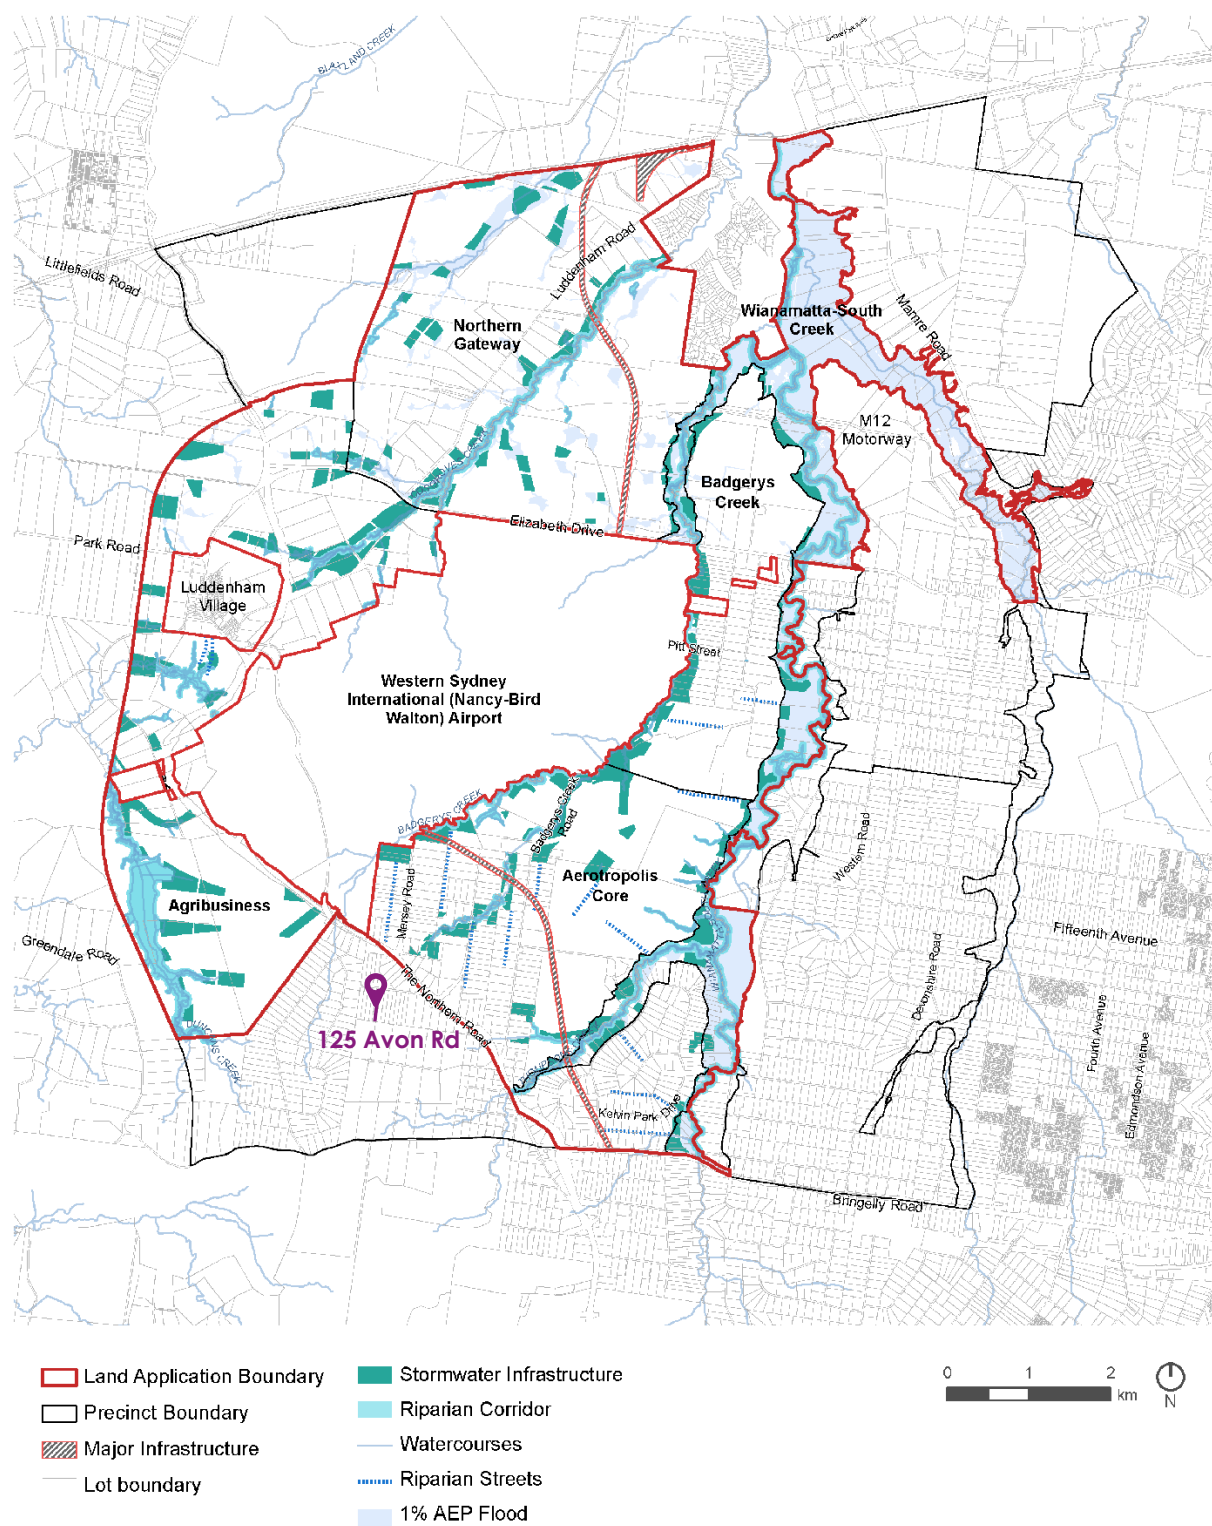 BLAXLAND CREEK
Littlefields Road
Luddenham Road
Northern
Gateway
Wianamatta-South
Creek
Mamre Road
M12
Motorway
Badgerys
Creek
COSGROVES CREEK
Elizabeth Drive
Park Road
Luddenham
Village
Pitt Street
Western Sydney
International (Nancy-Bird
Walton) Airport
BADGERYS CREEK
Badgerys Creek
Road
Aerotropolis
Core
Western Road
Mersey Road
Agribusiness
Greendale Road
The Northern Road
125 Avon Rd
Devonshire Road
Fifteenth Avenue
Fourth Avenue
Edmondson Avenue
DUNCANS CREEK
Kelvin Park Drive
Bringelly Road
Land Application Boundary
Precinct Boundary
Major Infrastructure
Lot boundary
Stormwater Infrastructure
Riparian Corridor
Watercourses
Riparian Streets
1% AEP Flood
0 1 2
km
N